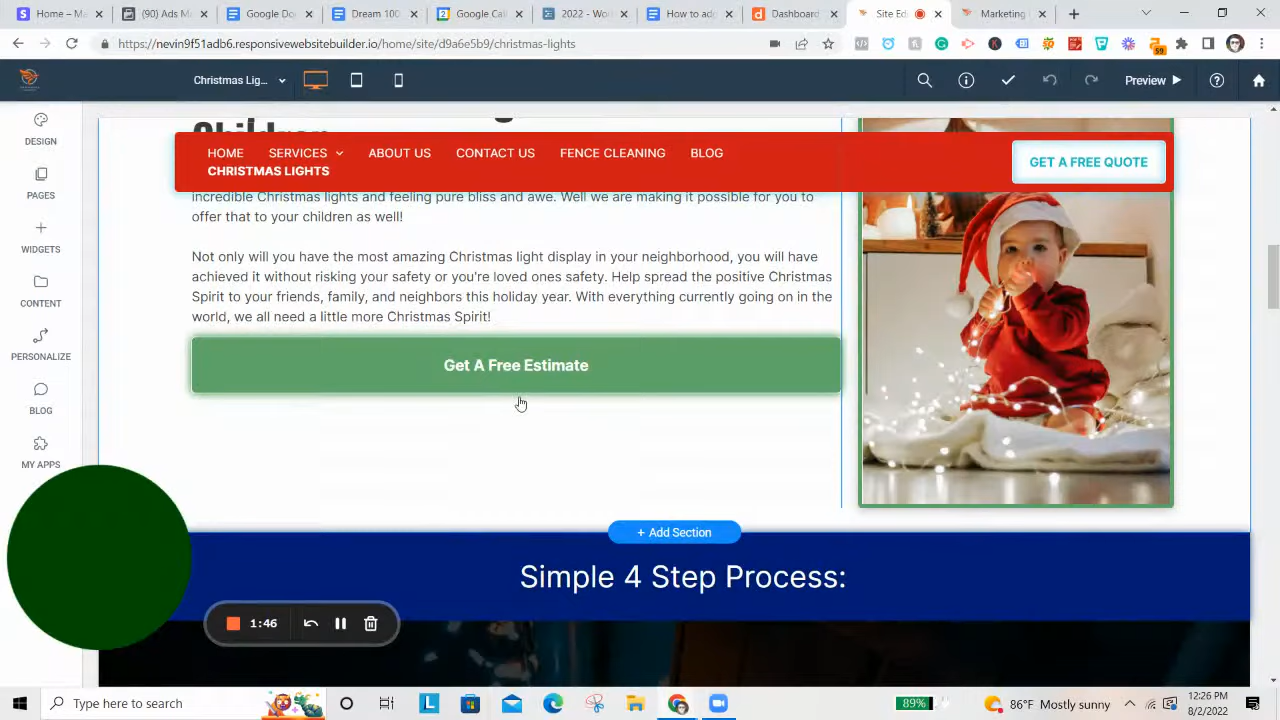 Home - M
(90) Ads M
Google Do
Dream 100
Google Cal
2022 - Wo
How to ad
Dashboard
Site Ed
Marketing
https://nevin9f51ab6.romorwebsitebuilder.com/home/site/d9c6e5b9/christmas-lights
59
Christmas Lig...
Preview
DESIGN
PAGES
WIDGETS
CONTENT
PERSONALIZE
BLOG
MY APPS
HOME SERVICES ABOUT US CONTACT US FENCE CLEANING BLOG
CHRISTMAS LIGHTS
GET A FREE QUOTE
incredible Christmas lights and feeling pure bliss and awe. Well we are making it possible for you to
offer that to your children as well!
Not only will you have the most amazing Christmas light display in your neighborhood, you will have
achieved it without risking your safety or you're loved ones safety. Help spread the positive Christmas
Spirit to your friends, family, and neighbors this holiday year. With everything currently going on in the
world, we all need a little more Christmas Spirit!
Get A Free Estimate
+ Add Section
Simple 4 Step Process:
1:46
Type here to search
89%
86°F Mostly sunny
12:26 PM
8/2/2022